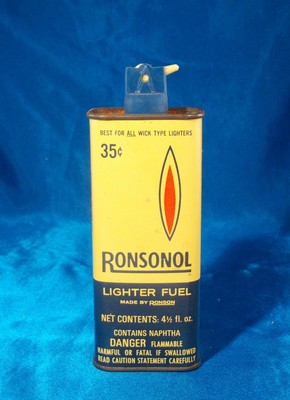 BEST FOR ALL WICK TYPE LIGHTERS
35¢
RONSONOL
LIGHTER FUEL
MADE BY RONSON
NET CONTENTS: 4½ fl. oz.
CONTAINS NAPHTHA
DANGER FLAMMABLE
HARMFUL OR FATAL IF SWALLOWED
READ CAUTION STATEMENT CAREFULLY